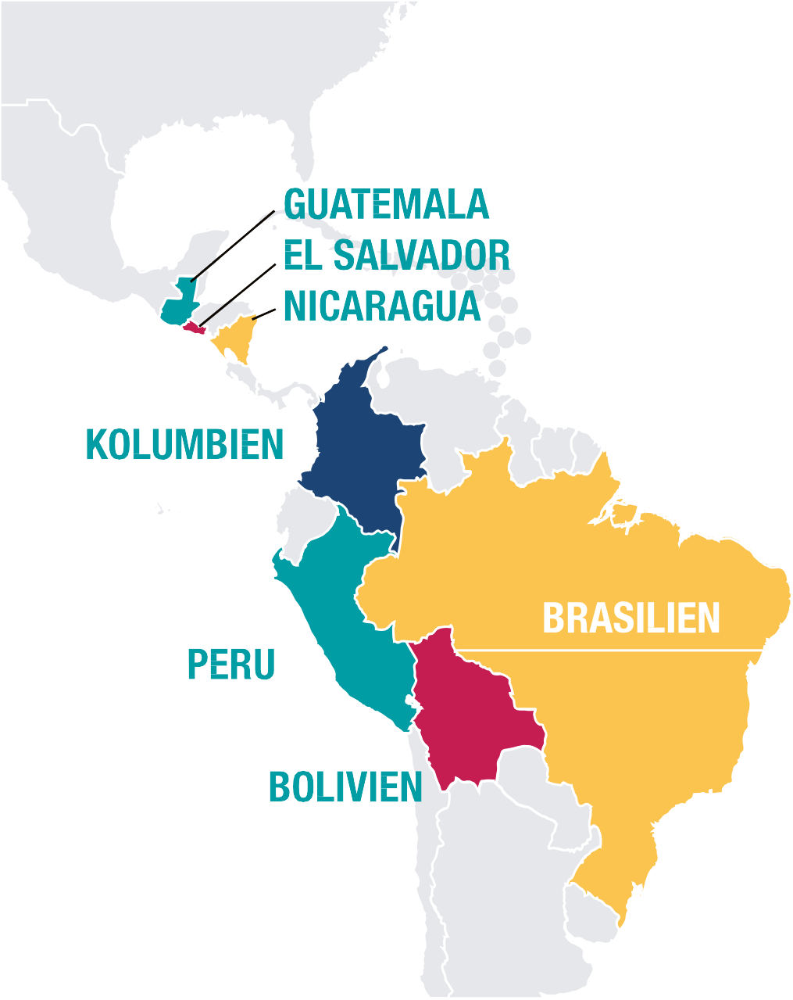 GUATEMALA
EL SALVADOR
NICARAGUA
KOLUMBIEN
BRASILIEN
PERU
BOLIVIEN